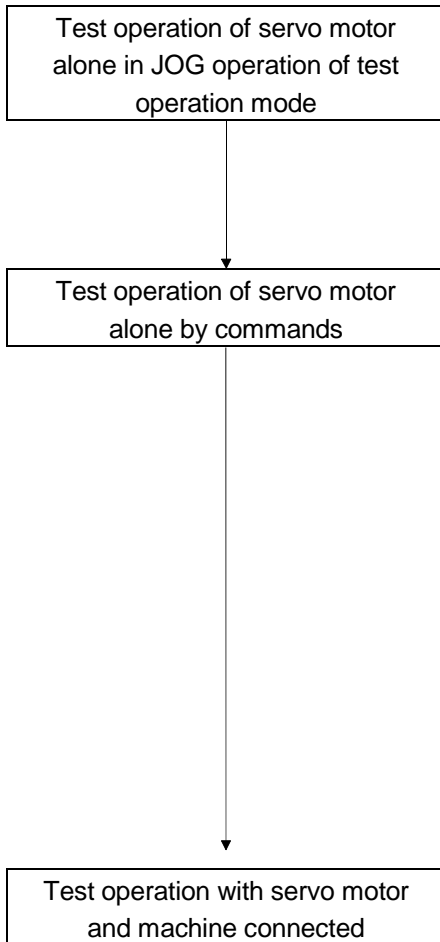 Test operation of servo motor
alone in JOG operation of test
operation mode
Test operation of servo motor
alone by commands
Test operation with servo motor
and machine connected